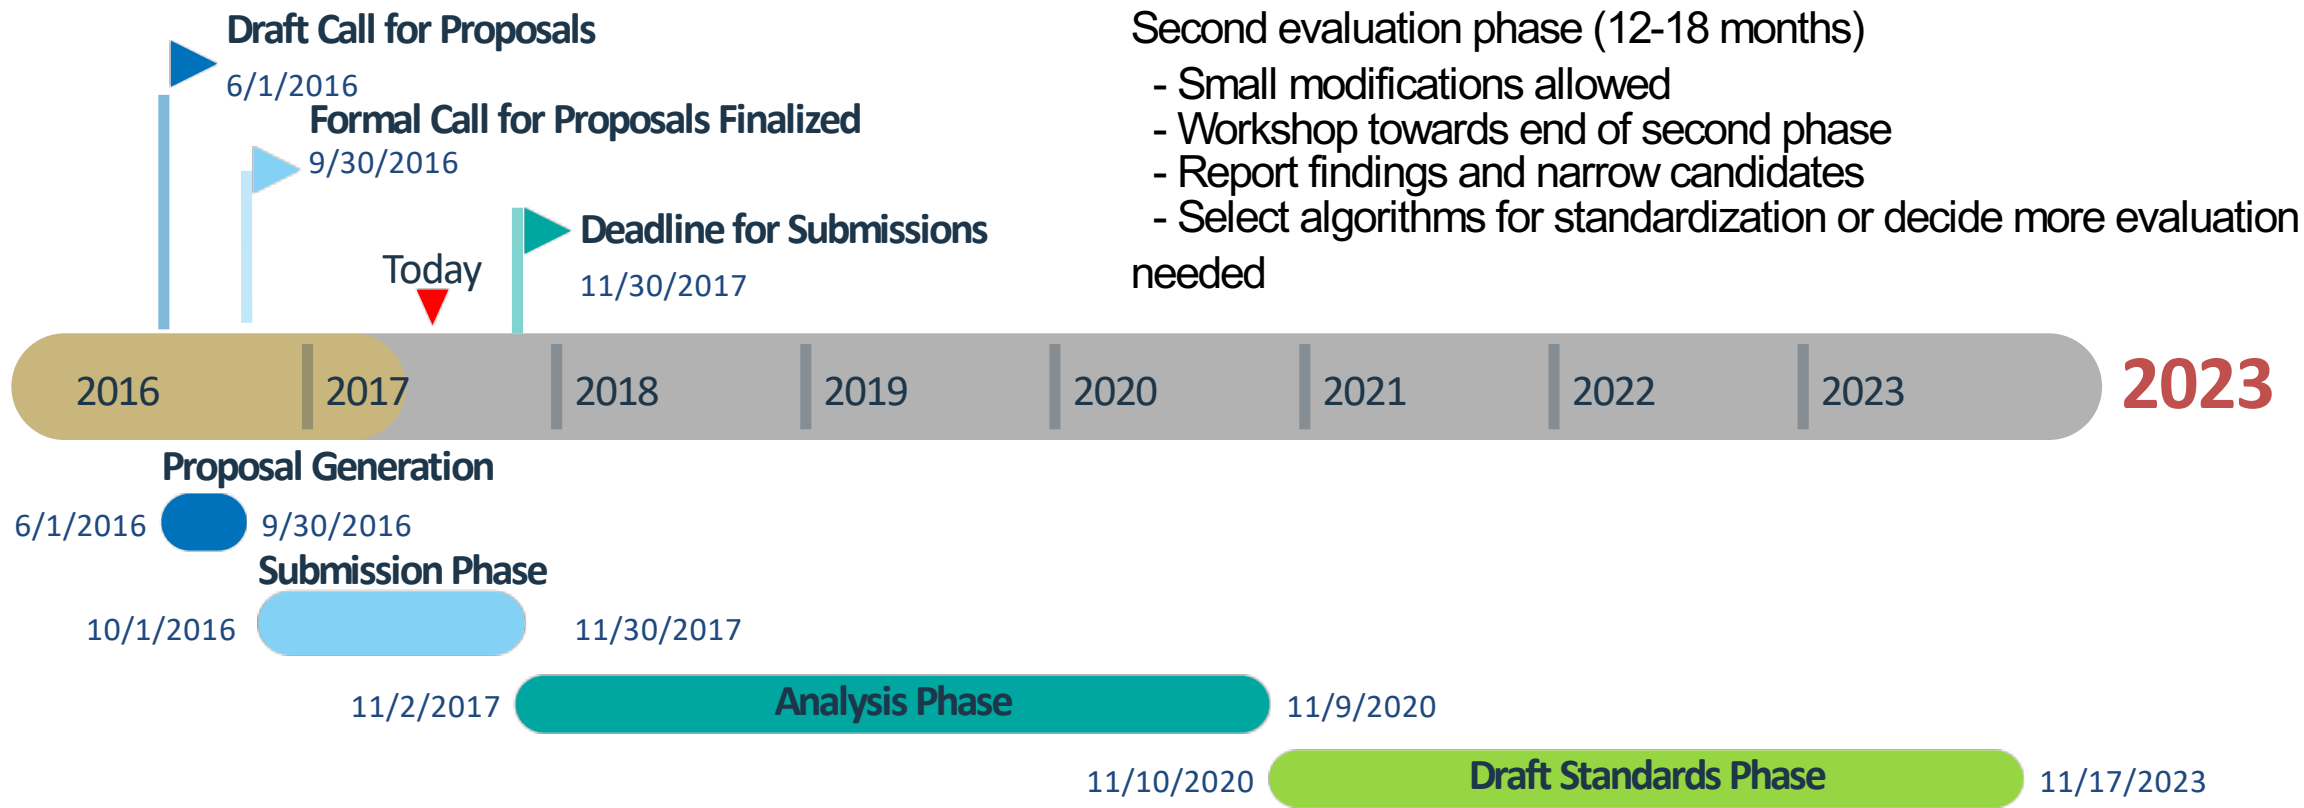 Draft Call for Proposals
6/1/2016
Formal Call for Proposals Finalized
9/30/2016
Deadline for Submissions
11/30/2017
Today
Second evaluation phase (12-18 months)
- Small modifications allowed
- Workshop towards end of second phase
- Report findings and narrow candidates
- Select algorithms for standardization or decide more evaluation
needed
2016 2017 2018 2019 2020 2021 2022 2023 2023
Proposal Generation
6/1/2016 9/30/2016
Submission Phase
10/1/2016 11/30/2017
11/2/2017 Analysis Phase 11/9/2020
11/10/2020 Draft Standards Phase 11/17/2023